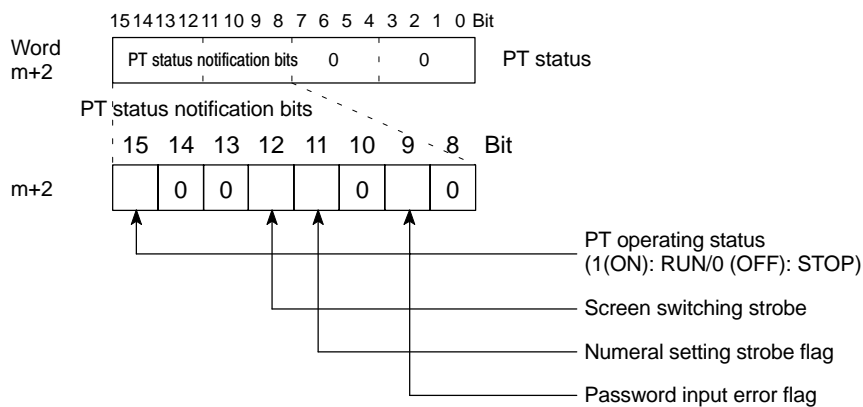 15 14 13 12 11 10 9 8 7 6 5 4 3 2 1 0 Bit
Word
m+2
PT status notification bits 0 0
PT status
PT status notification bits
15 14 13 12 11 10 9 8 Bit
m+2
0 0 0 0
PT operating status
(1(ON): RUN/0 (OFF): STOP)
Screen switching strobe
Numeral setting strobe flag
Password input error flag